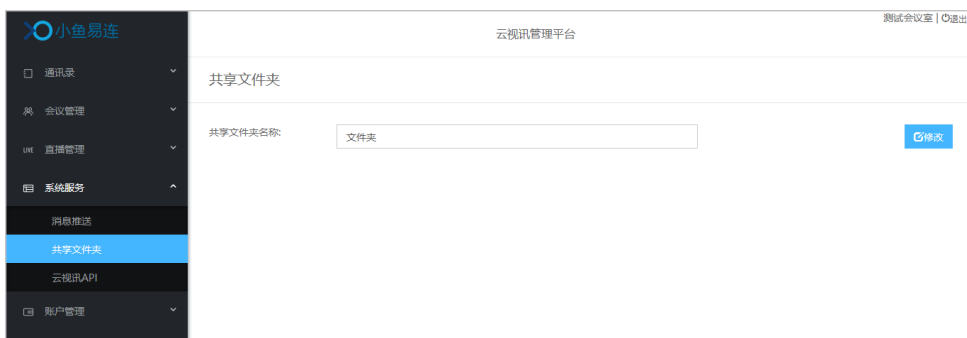 小鱼易连
测试会议室 | 退出
云视讯管理平台
通讯录
会议管理
LIVE 直播管理
系统服务
消息推送
共享文件夹
云视讯API
账户管理
共享文件夹
共享文件夹名称:
文件夹
修改